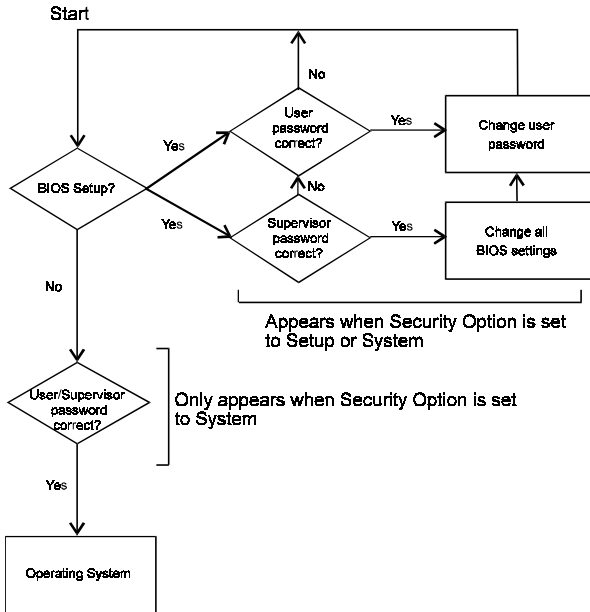 Start
No
User
password
correct?
Yes
Yes
Change user
password
BIOS Setup?
No
Yes
Supervisor
password
correct?
Yes
Change all
BIOS settings
No
Appears when Security Option is set
to Setup or System
User/Supervisor
password
correct?
Only appears when Security Option is set
to System
Yes
Operating System